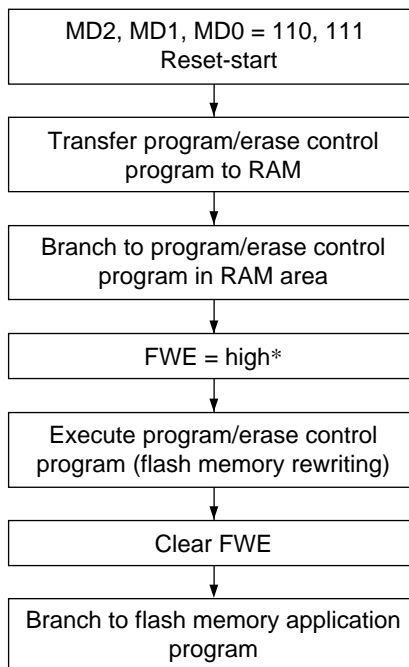 MD2, MD1, MD0 = 110, 111
Reset-start
Transfer program/erase control
program to RAM
Branch to program/erase control
program in RAM area
FWE = high*
Execute program/erase control
program (flash memory rewriting)
Clear FWE
Branch to flash memory application
program